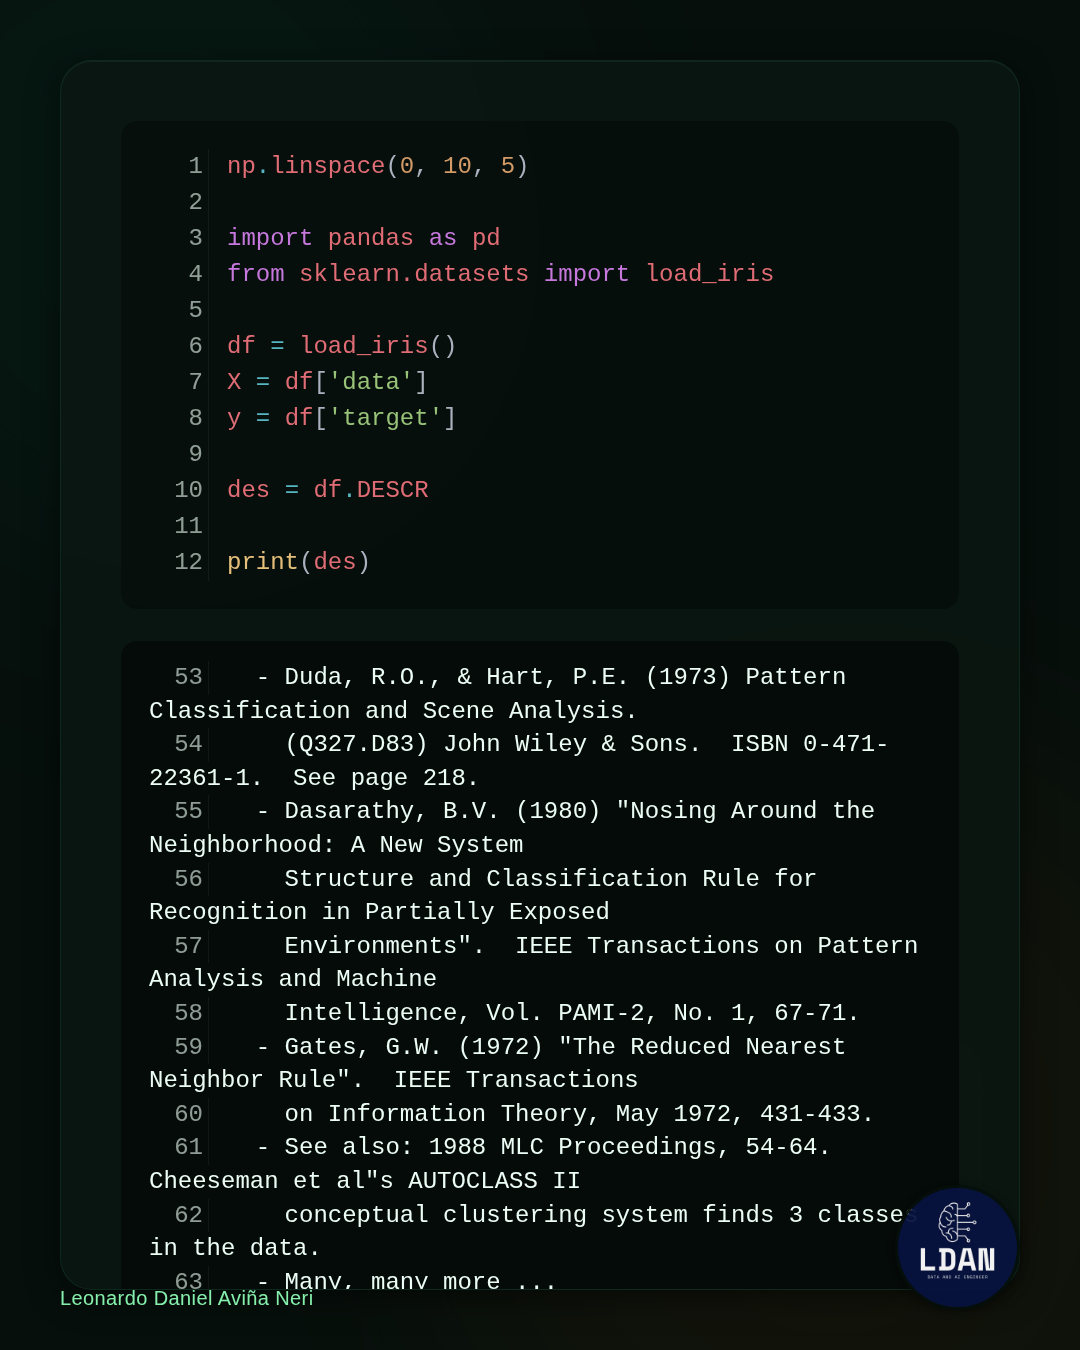 1 np.linspace(0, 10, 5)
2
3 import pandas as pd
4 from sklearn.datasets import load_iris
5
6 df = load_iris()
7 X = df['data']
8 y = df['target']
9
10 des = df.DESCR
11
12 print(des)
53 - Duda, R.O., & Hart, P.E. (1973) Pattern
Classification and Scene Analysis.
54 (Q327.D83) John Wiley & Sons.  ISBN 0-471-
22361-1.  See page 218.
55 - Dasarathy, B.V. (1980) "Nosing Around the
Neighborhood: A New System
56 Structure and Classification Rule for
Recognition in Partially Exposed
57 Environments".  IEEE Transactions on Pattern
Analysis and Machine
58 Intelligence, Vol. PAMI-2, No. 1, 67-71.
59 - Gates, G.W. (1972) "The Reduced Nearest
Neighbor Rule".  IEEE Transactions
60 on Information Theory, May 1972, 431-433.
61 - See also: 1988 MLC Proceedings, 54-64.
Cheeseman et al"s AUTOCLASS II
62 conceptual clustering system finds 3 classes
in the data.
63 - Many, many more ...
LDAN
DATA AND AI ENGINEER
Leonardo Daniel Aviña Neri